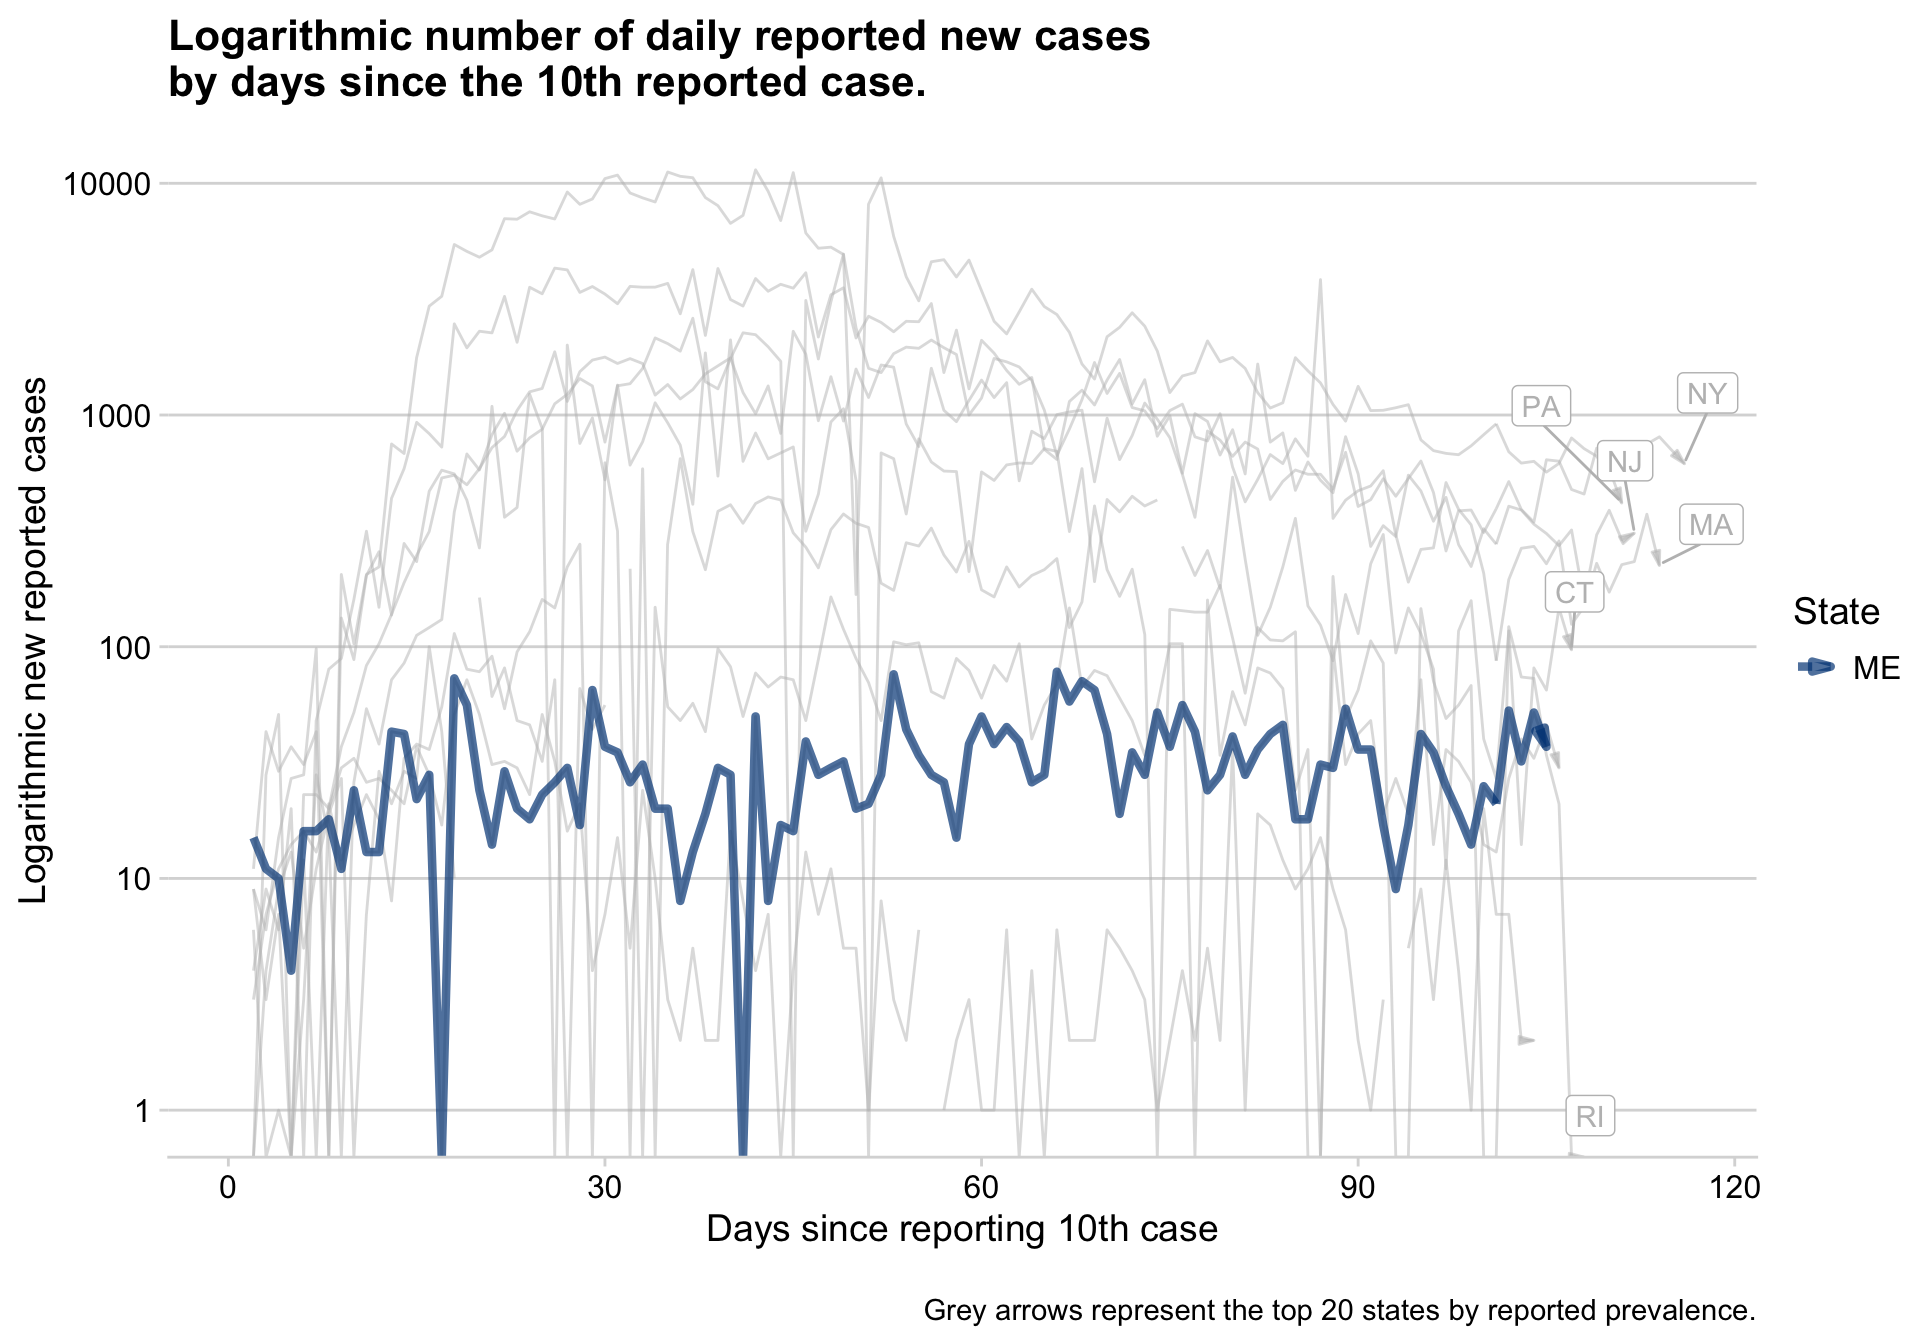 Logarithmic number of daily reported new cases
by days since the 10th reported case.
Logarithmic new reported cases
10000
1000
100
10
1
PA
NY
NJ
MA
CT
RI
State
ME
0
30
60
90
120
Days since reporting 10th case
Grey arrows represent the top 20 states by reported prevalence.